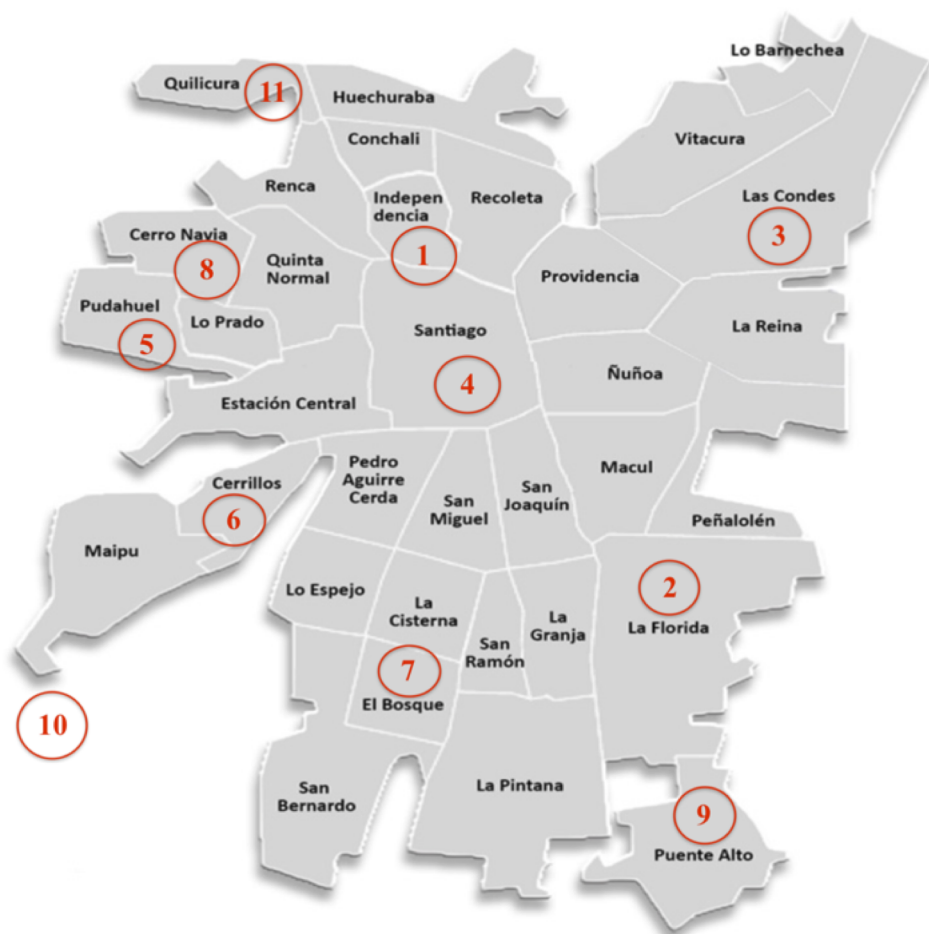 Lo Barnechea
Quilicura
11
Huechuraba
Conchali
Vitacura
Renca
Indepen
dencia
Recoleta
Las Condes
3
Cerro Navia
8
1
Quinta
Normal
Providencia
Pudahuel
5
Lo Prado
Santiago
4
La Reina
Ñuñoa
Estación Central
Pedro
Aguirre
Cerda
Cerrillos
6
San
Miguel
San
Joaquín
Macul
Peñalolén
Maipu
Lo Espejo
La
Cisterna
San
Ramón
La
Granja
2
La Florida
7
El Bosque
10
San
Bernardo
La Pintana
9
Puente Alto